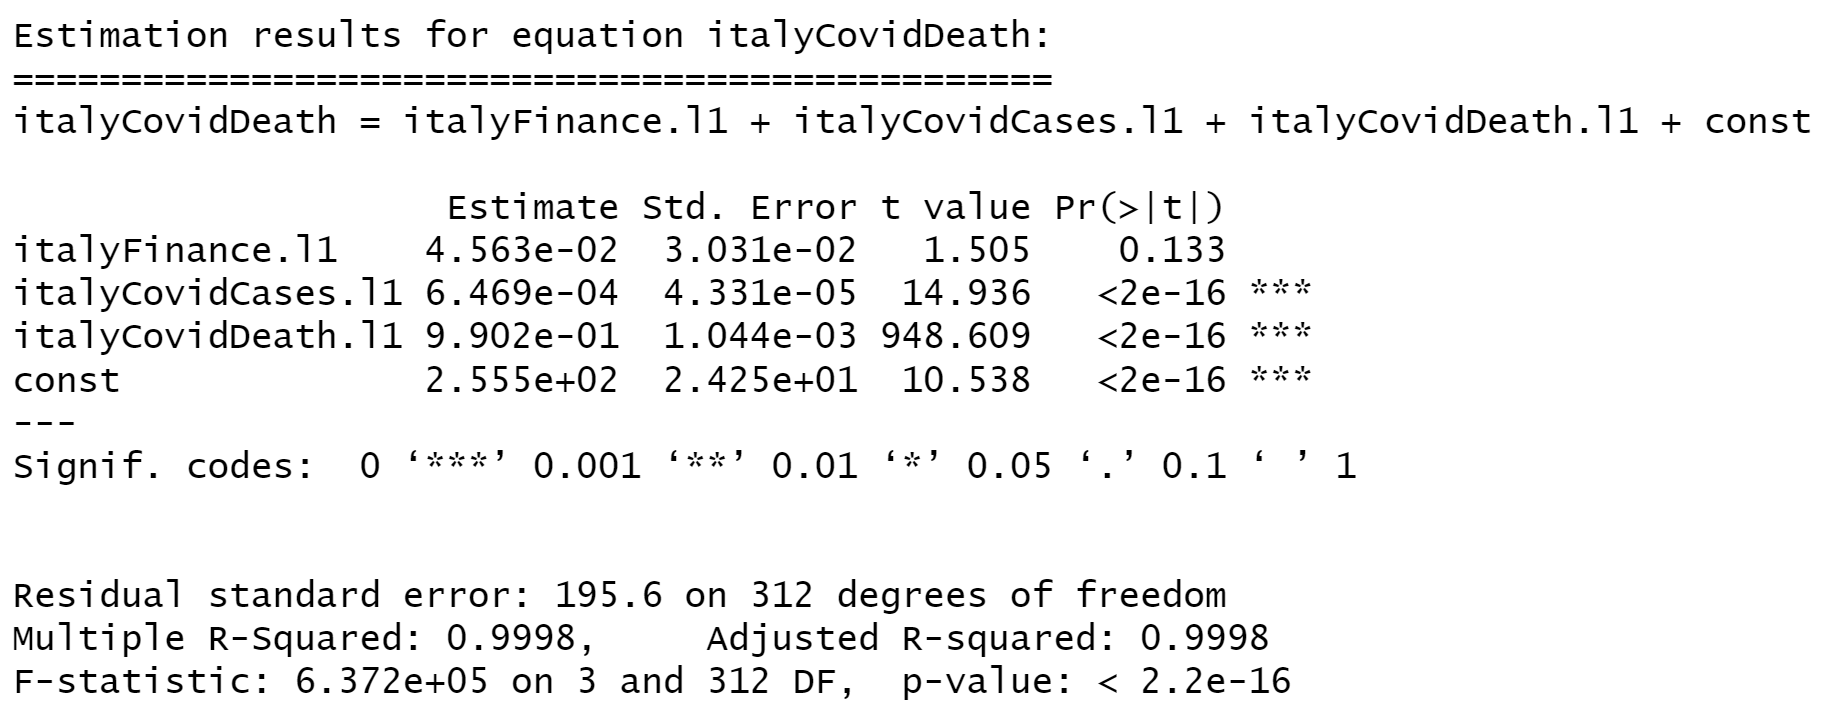 Estimation results for equation italyCovidDeath:
================================================
italyCovidDeath = italyFinance.l1 + italyCovidCases.l1 + italyCovidDeath.l1 + const
Estimate Std. Error t value Pr(>|t|)
italyFinance.l1 4.563e-02 3.031e-02 1.505 0.133
italyCovidCases.l1 6.469e-04 4.331e-05 14.936 <2e-16 ***
italyCovidDeath.l1 9.902e-01 1.044e-03 948.609 <2e-16 ***
const 2.555e+02 2.425e+01 10.538 <2e-16 ***
---
Signif. codes: 0 ‘***’ 0.001 ‘**’ 0.01 ‘*’ 0.05 ‘.’ 0.1 ‘ ’ 1
Residual standard error: 195.6 on 312 degrees of freedom
Multiple R-Squared: 0.9998, Adjusted R-squared: 0.9998
F-statistic: 6.372e+05 on 3 and 312 DF, p-value: < 2.2e-16